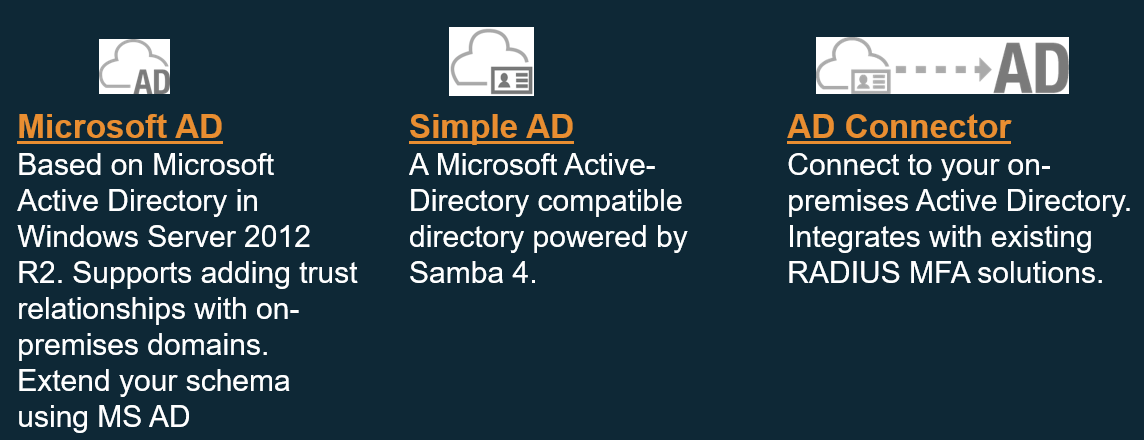 AD
Microsoft AD
Based on Microsoft
Active Directory in
Windows Server 2012
R2. Supports adding trust
relationships with on-
premises domains.
Extend your schema
using MS AD
Simple AD
A Microsoft Active-
Directory compatible
directory powered by
Samba 4.
AD
AD Connector
Connect to your on-
premises Active Directory.
Integrates with existing
RADIUS MFA solutions.